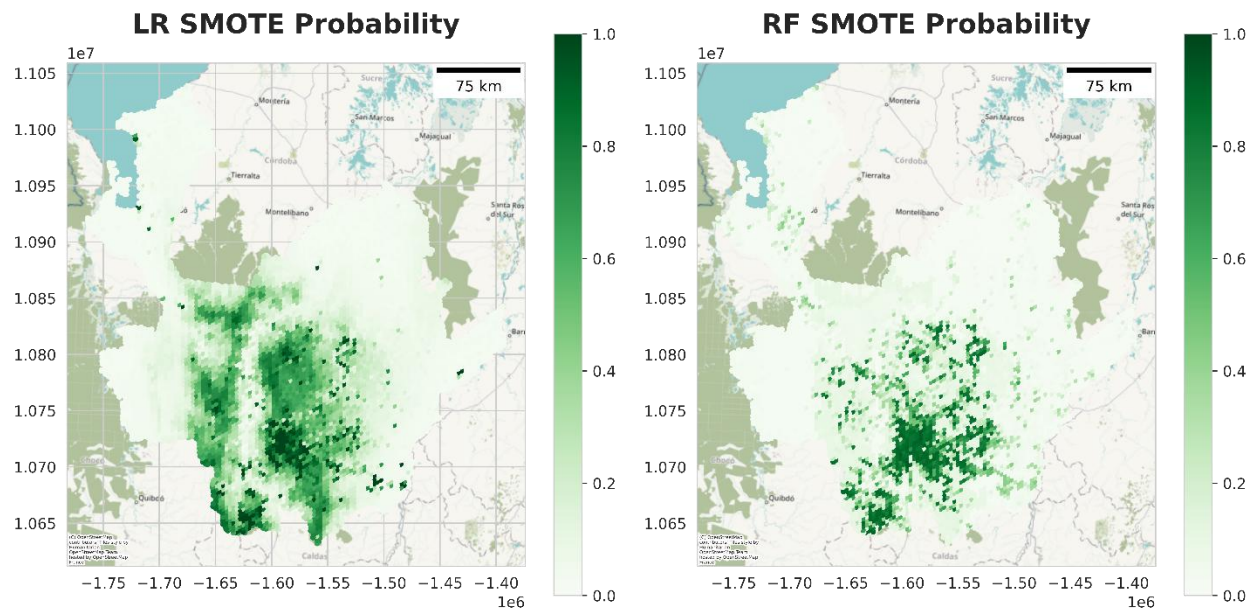 LR SMOTE Probability
1e7
1.105
1.100
1.095
1.090
1.085
1.080
1.075
1.070
1.065
−1.75 −1.70 −1.65 −1.60 −1.55 −1.50 −1.45 −1.40
1e6
75 km
Sucre
Montería
San Marcos
Majagual
Córdoba
Tierralta
Montelíbano
Santa Ros
del Sur
Bar
Quibdó
Caldas
1.0
0.8
0.6
0.4
0.2
0.0
RF SMOTE Probability
1e7
1.105
1.100
1.095
1.090
1.085
1.080
1.075
1.070
1.065
−1.75 −1.70 −1.65 −1.60 −1.55 −1.50 −1.45 −1.40
1e6
75 km
Sucre
Montería
San Marcos
Majagual
Córdoba
Tierralta
Montelíbano
Santa Ros
del Sur
Bar
Quibdó
Caldas
1.0
0.8
0.6
0.4
0.2
0.0